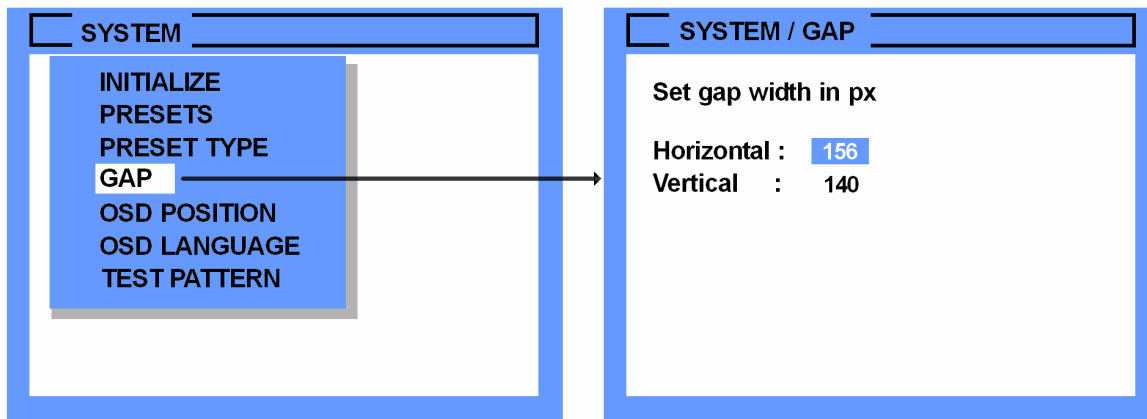 SYSTEM
INITIALIZE
PRESETS
PRESET TYPE
GAP
OSD POSITION
OSD LANGUAGE
TEST PATTERN
SYSTEM / GAP
Set gap width in px
Horizontal : 156
Vertical : 140